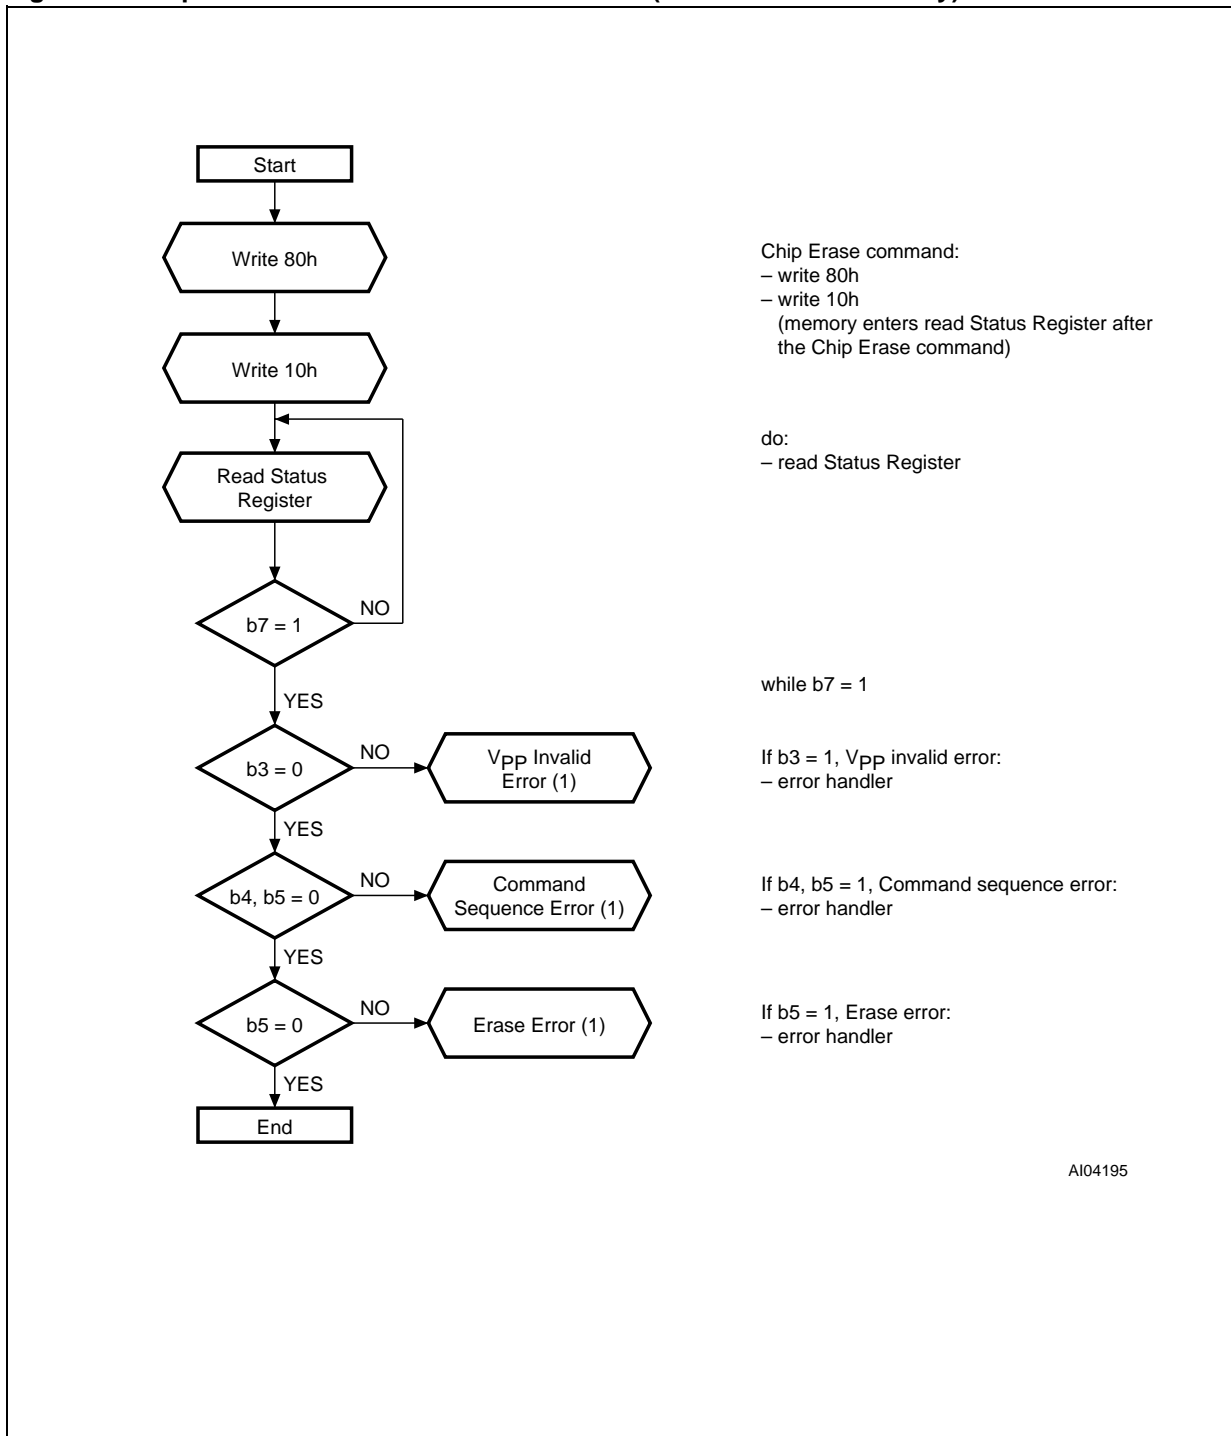 Start
Write 80h
Chip Erase command:
– write 80h
– write 10h
(memory enters read Status Register after
the Chip Erase command)
Write 10h
do:
– read Status Register
Read Status
Register
b7 = 1
NO
YES
while b7 = 1
b3 = 0
NO
VPP Invalid
Error (1)
If b3 = 1, VPP invalid error:
– error handler
YES
b4, b5 = 0
NO
Command
Sequence Error (1)
If b4, b5 = 1, Command sequence error:
– error handler
YES
b5 = 0
NO
Erase Error (1)
If b5 = 1, Erase error:
– error handler
YES
End
AI04195